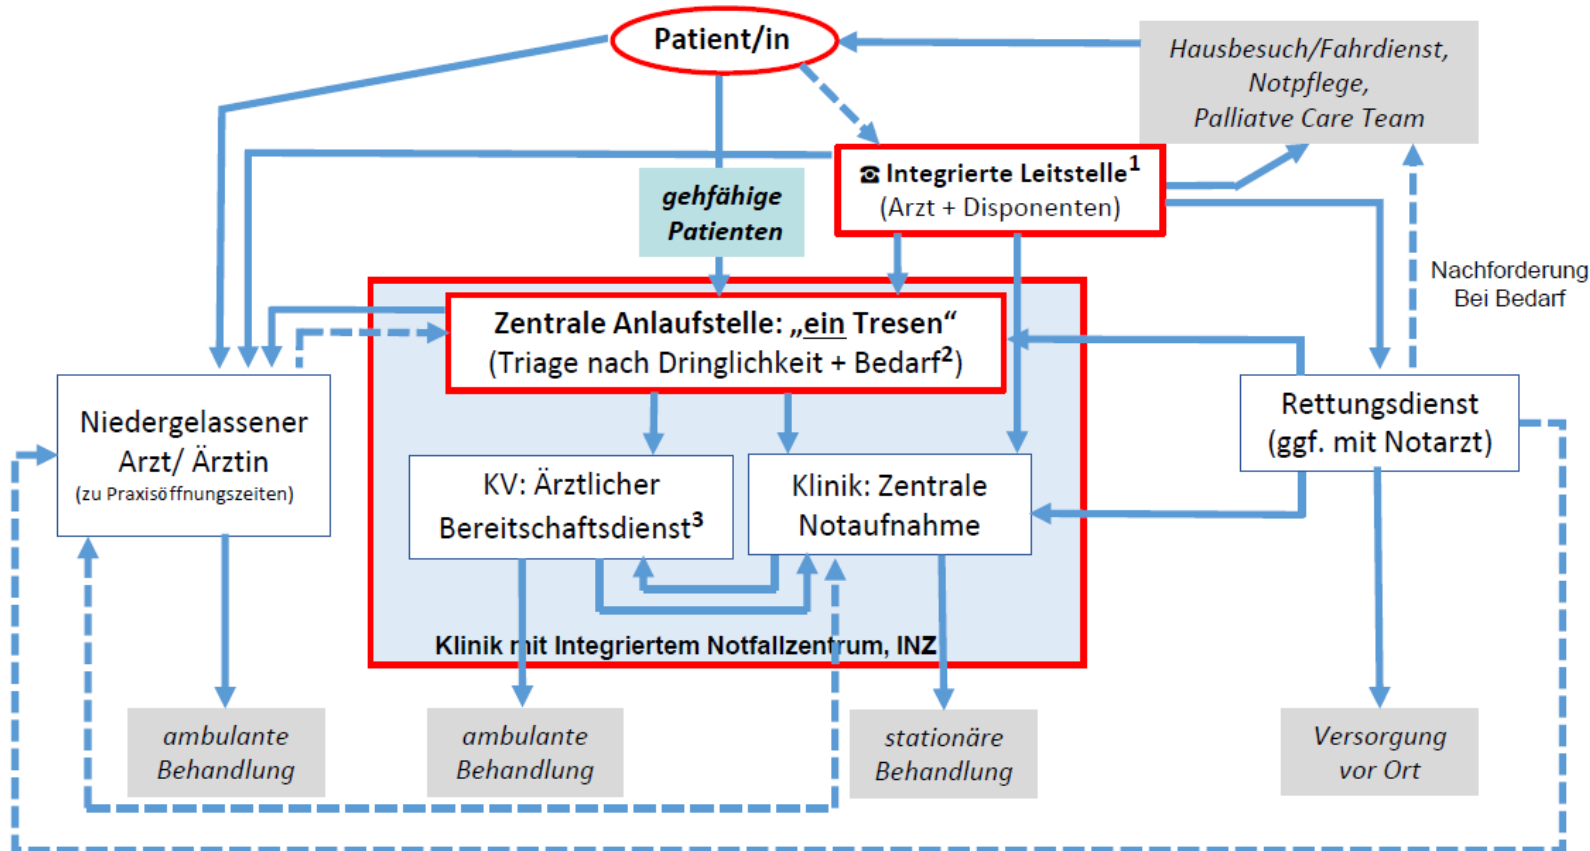 Patient/in
Hausbesuch/Fahrdienst,
Notpflege,
Palliatve Care Team
☎ Integrierte Leitstelle¹
(Arzt + Disponenten)
gehfähige
Patienten
Nachforderung
Bei Bedarf
Zentrale Anlaufstelle: „ein Tresen“
(Triage nach Dringlichkeit + Bedarf²)
Niedergelassener
Arzt/ Ärztin
(zu Praxisöffnungszeiten)
Rettungsdienst
(ggf. mit Notarzt)
KV: Ärztlicher
Bereitschaftsdienst³
Klinik: Zentrale
Notaufnahme
Klinik mit Integriertem Notfallzentrum, INZ
ambulante
Behandlung
ambulante
Behandlung
stationäre
Behandlung
Versorgung
vor Ort